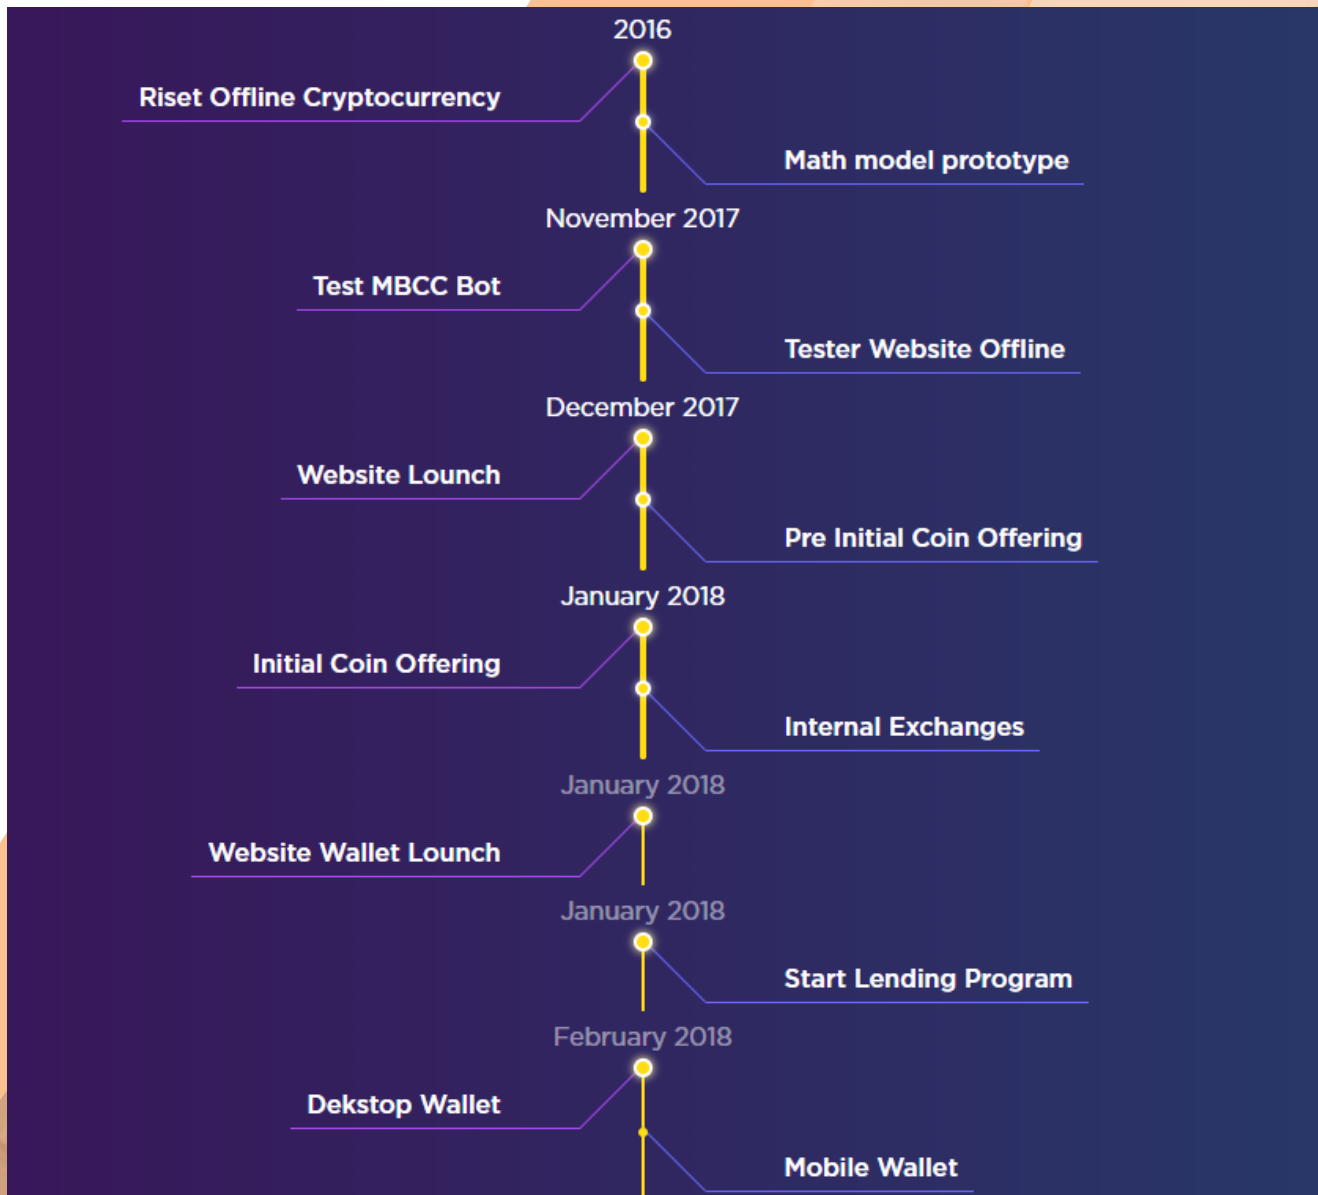 2016
Riset Offline Cryptocurrency
Math model prototype
November 2017
Test MBCC Bot
Tester Website Offline
December 2017
Website Lounch
Pre Initial Coin Offering
January 2018
Initial Coin Offering
Internal Exchanges
January 2018
Website Wallet Lounch
January 2018
Start Lending Program
February 2018
Dekstop Wallet
Mobile Wallet